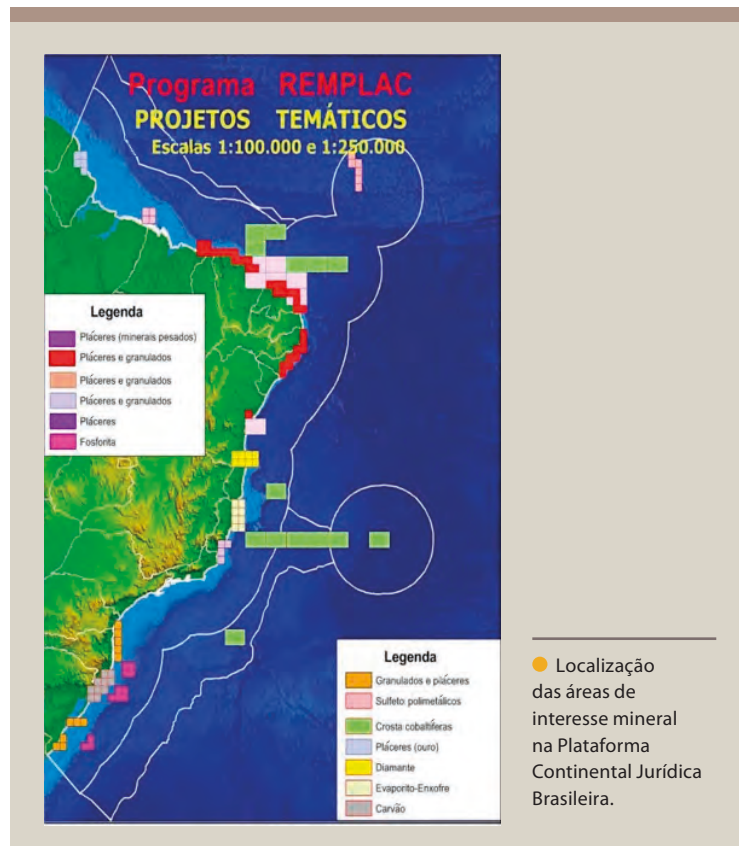 Programa REMPLAC
PROJETOS TEMÁTICOS
Escalas 1:100.000 e 1:250.000
Legenda
Pláceres (minerais pesados)
Pláceres e granulados
Pláceres e granulados
Pláceres e granulados
Pláceres
Fosforita
Legenda
Granulados e pláceres
Sulfeto polimetálicos
Crosta cobaltíferas
Pláceres (ouro)
Diamante
Evaporito-Enxofre
Carvão
Localização
das áreas de
interesse mineral
na Plataforma
Continental Jurídica
Brasileira.